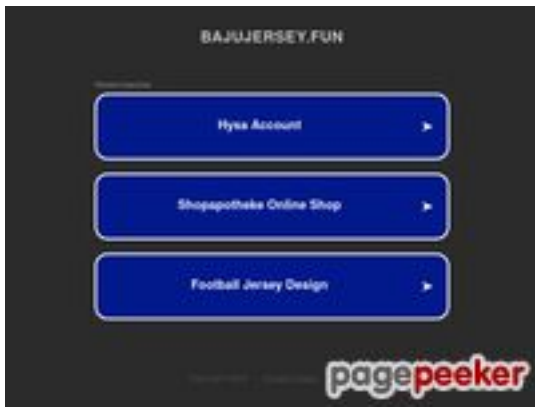 BAJUJERSEY.FUN
Hysa Account
Shopapotheke Online Shop
Football Jersey Design
pagepeeker